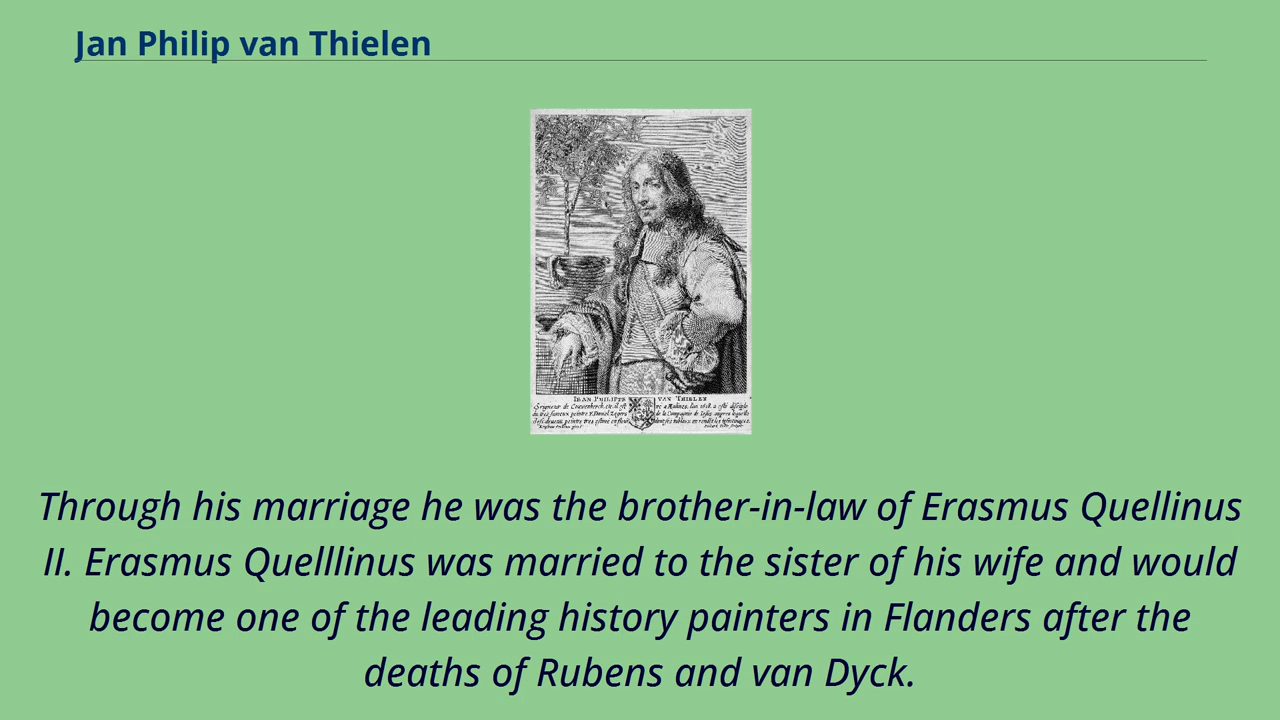 Jan Philip van Thielen
IEAN PHILIPPS VAN THIELEN
Through his marriage he was the brother-in-law of Erasmus Quellinus
II. Erasmus Quelllinus was married to the sister of his wife and would
become one of the leading history painters in Flanders after the
deaths of Rubens and van Dyck.